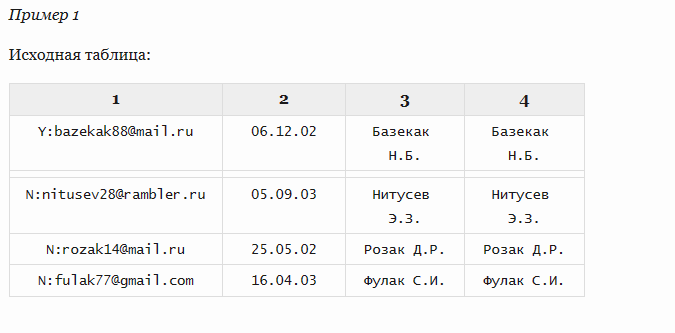 Пример 1
Исходная таблица:
1 2 3 4
Y:bazekak88@mail.ru 06.12.02 Базекак Н.Б. Базекак Н.Б.
N:nitusev28@rambler.ru 05.09.03 Нитусев Э.З. Нитусев Э.З.
N:rozak14@mail.ru 25.05.02 Розак Д.Р. Розак Д.Р.
N:fulak77@gmail.com 16.04.03 Фулак С.И. Фулак С.И.